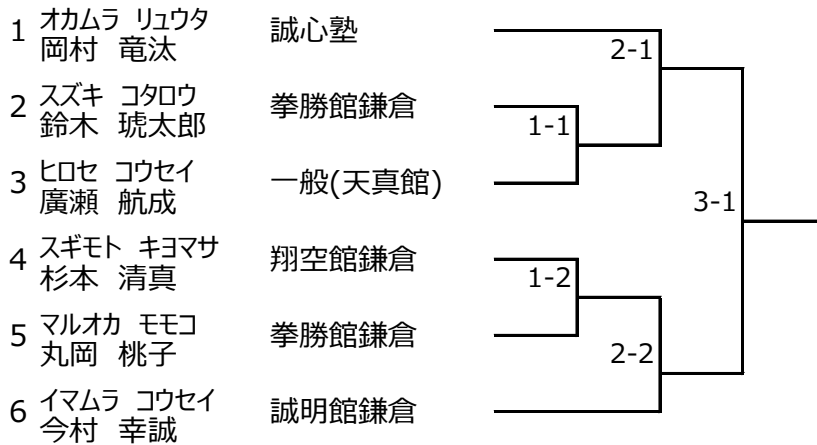 1 オカムラ リュウタ
岡村 竜汰 誠心塾
2-1
2 スズキ コタロウ
鈴木 琥太郎 拳勝館鎌倉
1-1
3 ヒロセ コウセイ
廣瀬 航成 一般(天真館)
3-1
4 スギモト キヨマサ
杉本 清真 翔空館鎌倉
1-2
5 マルオカ モモコ
丸岡 桃子 拳勝館鎌倉
2-2
6 イマムラ コウセイ
今村 幸誠 誠明館鎌倉